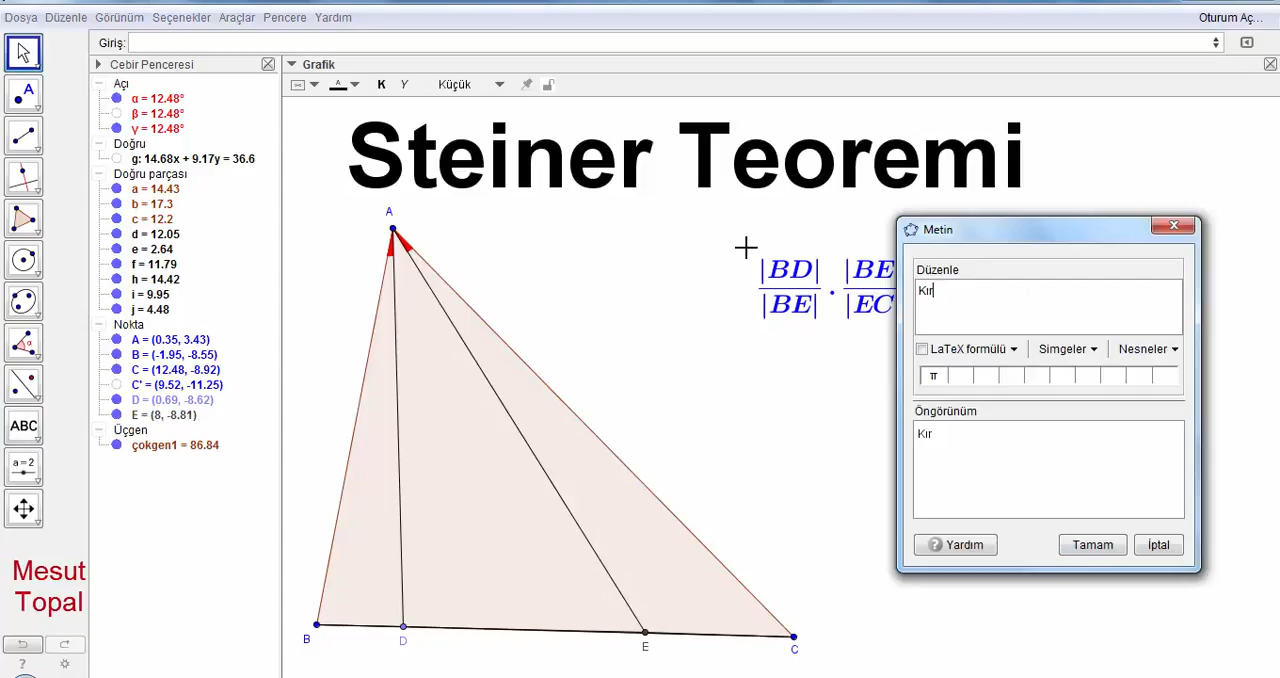 Dosya Düzenle Görünüm Seçenekler Araçlar Pencere Yardım
Oturum Aç...
Giriş:
Cebir Penceresi
Grafik
K Y Küçük
Açı
α = 12.48°
β = 12.48°
γ = 12.48°
Doğru
g: 14.68x + 9.17y = 36.6
Doğru parçası
a = 14.43
b = 17.3
c = 12.2
d = 12.05
e = 2.64
f = 11.79
h = 14.42
i = 9.95
j = 4.48
Nokta
A = (0.35, 3.43)
B = (-1.95, -8.55)
C = (12.48, -8.92)
C' = (9.52, -11.25)
D = (0.69, -8.62)
E = (8, -8.81)
Üçgen
çokgen1 = 86.84
ABC
a = 2
Mesut
Topal
Steiner Teoremi
A
B
D
E
C
|BD| |BE
|BE| · |EC
Metin
Düzenle
Kır
LaTeX formülü Simgeler Nesneler
π
Öngörünüm
Kır
Yardım Tamam İptal